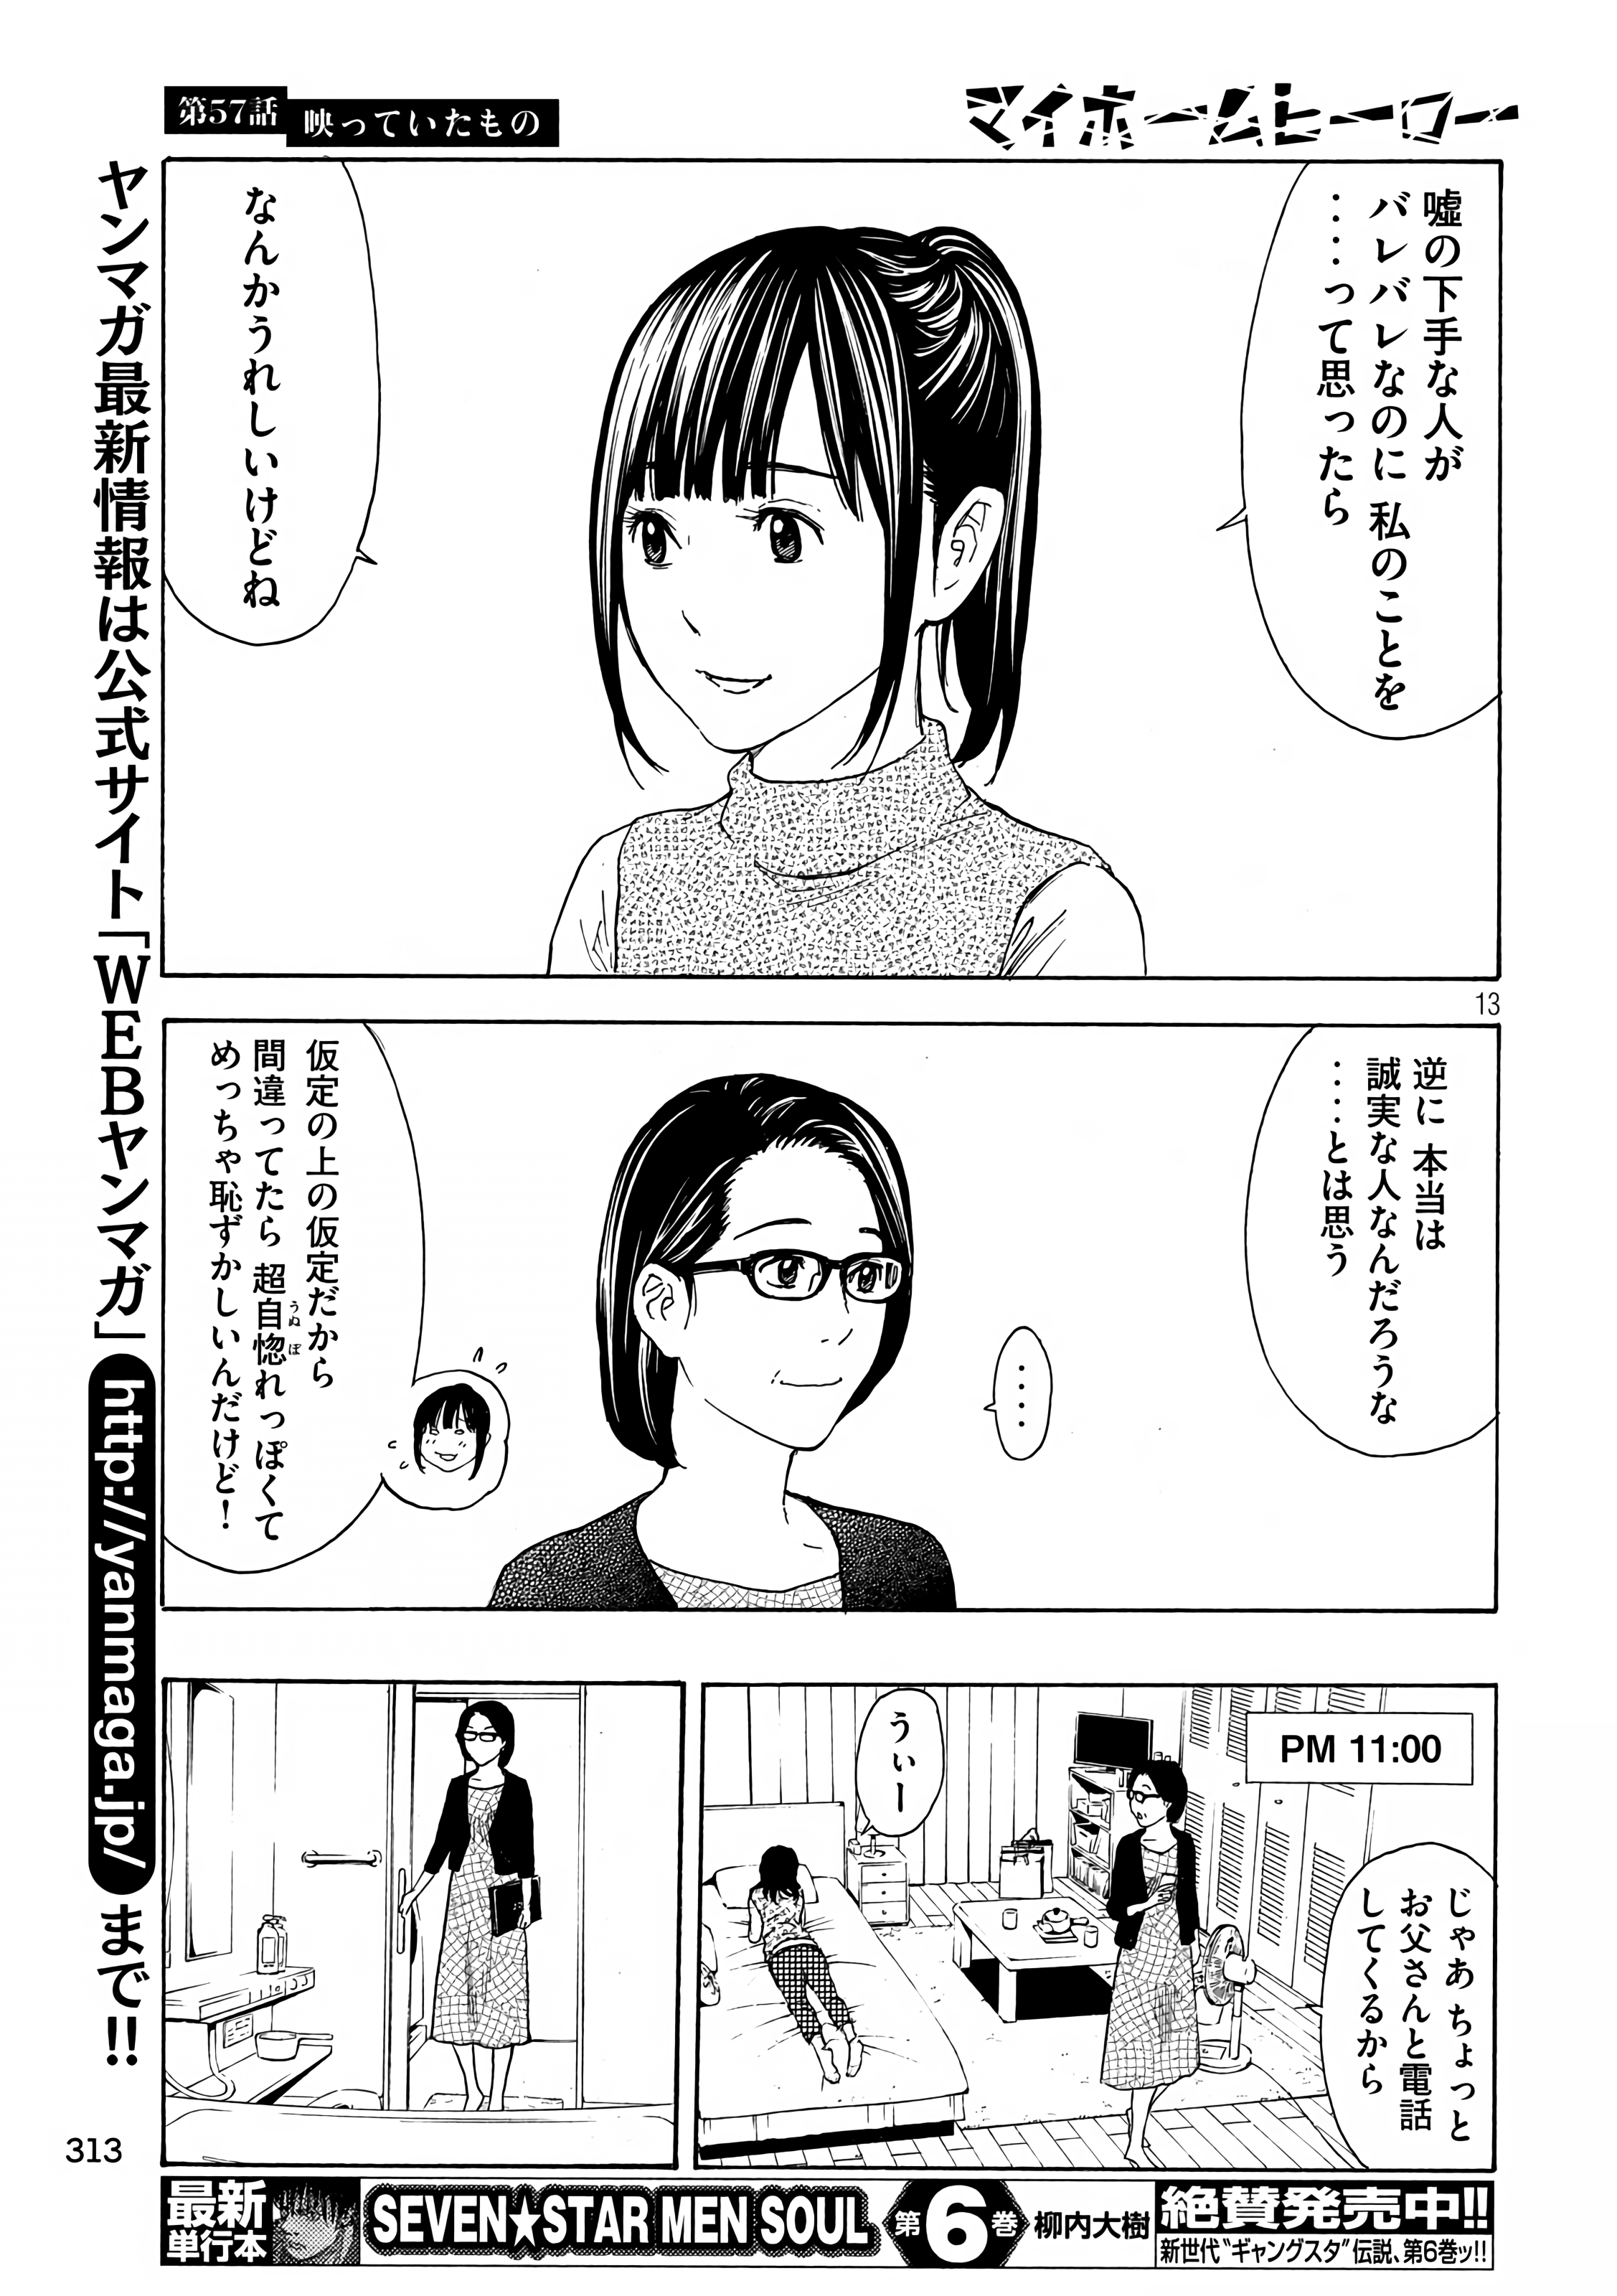 第57話
映っていたもの
マイホームヒーロー
嘘の下手な人が
バレバレなのに 私のことを
‥‥って思ったら
なんかうれしいけどね
13
逆に 本当は
誠実な人なんだろうな
‥‥とは思う
‥‥
仮定の上の仮定だから
間違ってたら 超自惚れっぽくて
うぬぼ
めっちゃ恥ずかしいんだけど!
PM 11:00
じゃあ ちょっと
お父さんと電話
してくるから
うぃー
ヤンマガ最新情報は公式サイト「WEBヤンマガ」http://yanmaga.jp/まで!!
313
最新
単行本
SEVEN★STAR MEN SOUL
第6巻
柳内大樹
絶賛発売中!!
新世代“ギャングスタ”伝説、第6巻ッ!!